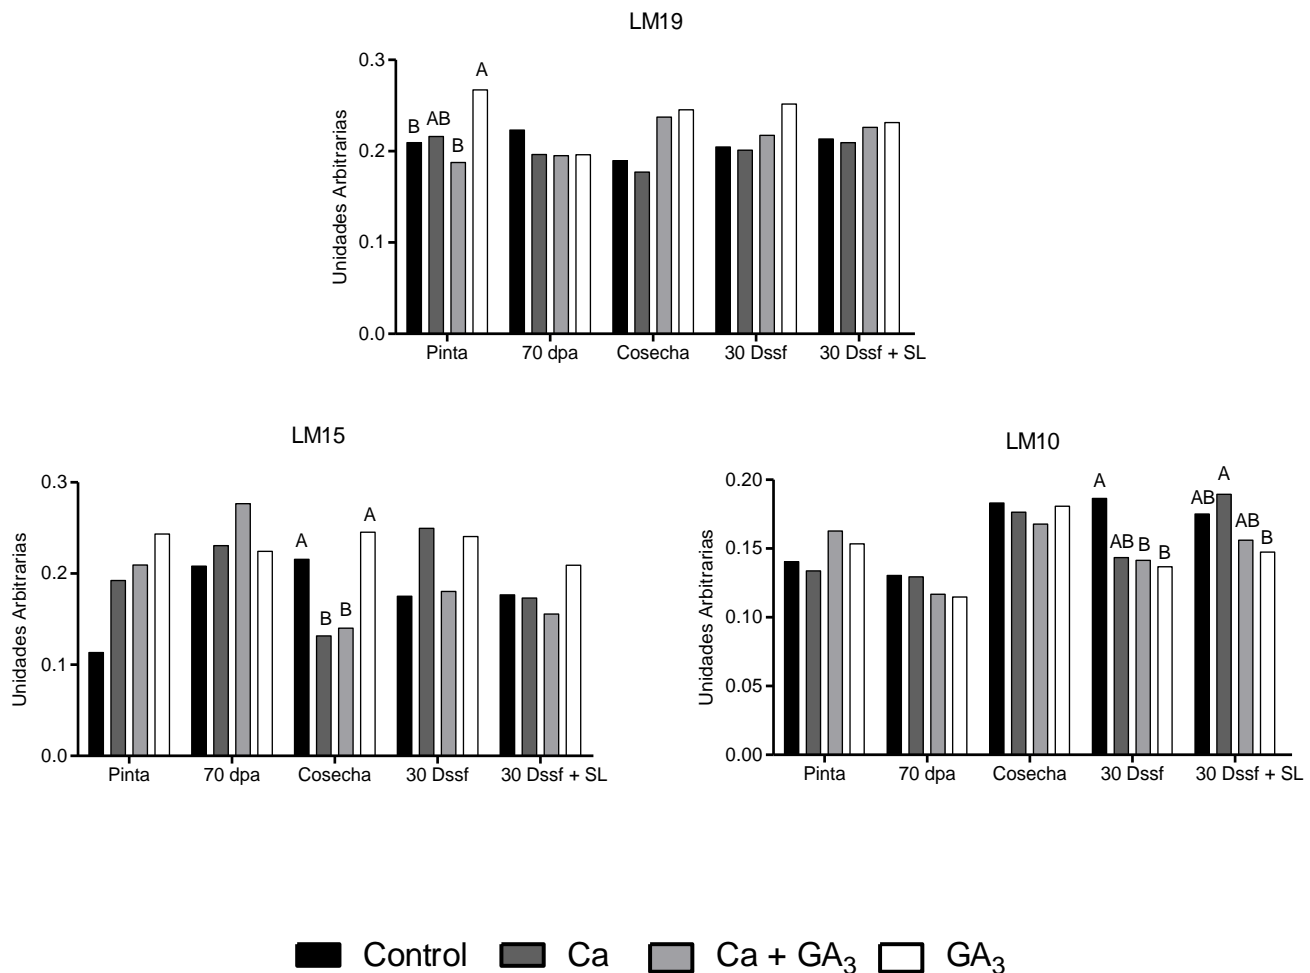 LM19
Unidades Arbitrarias
0.3
0.2
0.1
0.0
B AB B A
Pinta 70 dpa Cosecha 30 Dssf 30 Dssf + SL
LM15
Unidades Arbitrarias
0.3
0.2
0.1
0.0
A B B A
Pinta 70 dpa Cosecha 30 Dssf 30 Dssf + SL
LM10
Unidades Arbitrarias
0.20
0.15
0.10
0.05
0.00
A AB B B AB A AB B
Pinta 70 dpa Cosecha 30 Dssf 30 Dssf + SL
Control Ca Ca + GA₃ GA₃